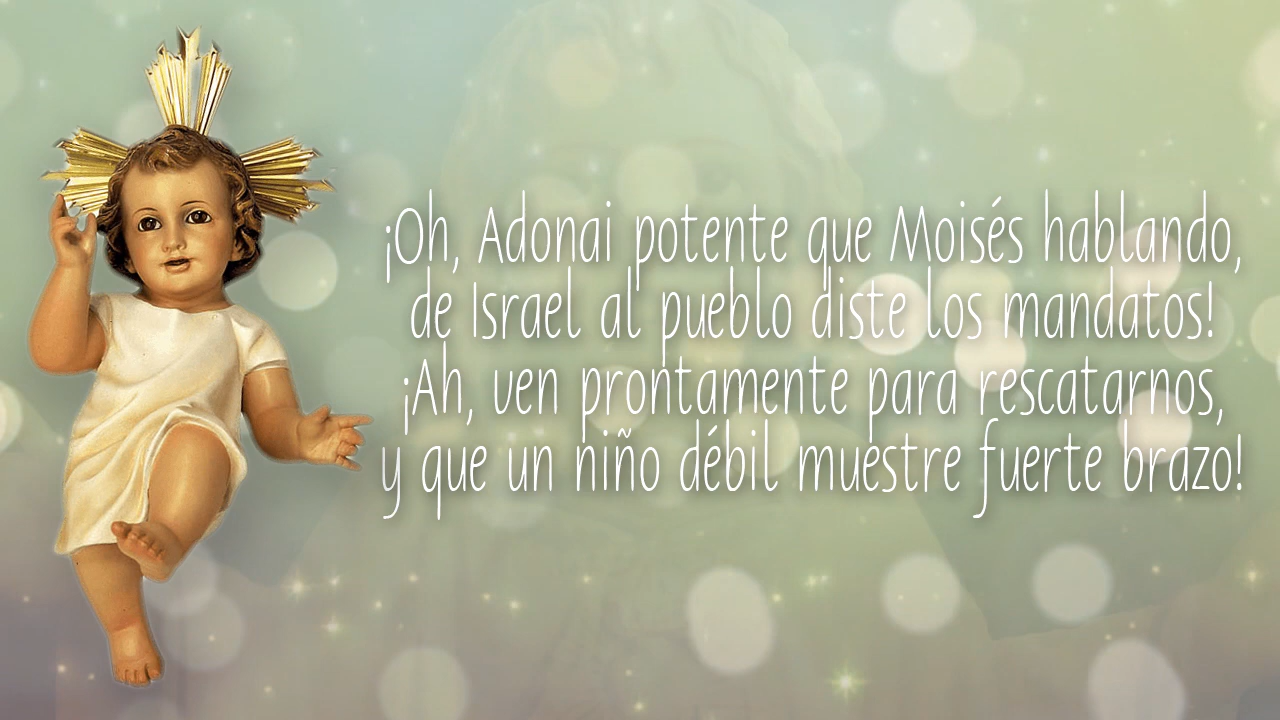 ¡Oh, Adonai potente que Moisés hablando,
de Israel al pueblo diste los mandatos!
¡Ah, ven prontamente para rescatarnos,
y que un niño débil muestre fuerte brazo!